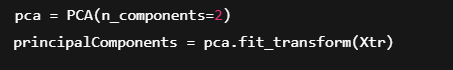 pca = PCA(n_components=2)
principalComponents = pca.fit_transform(Xtr)